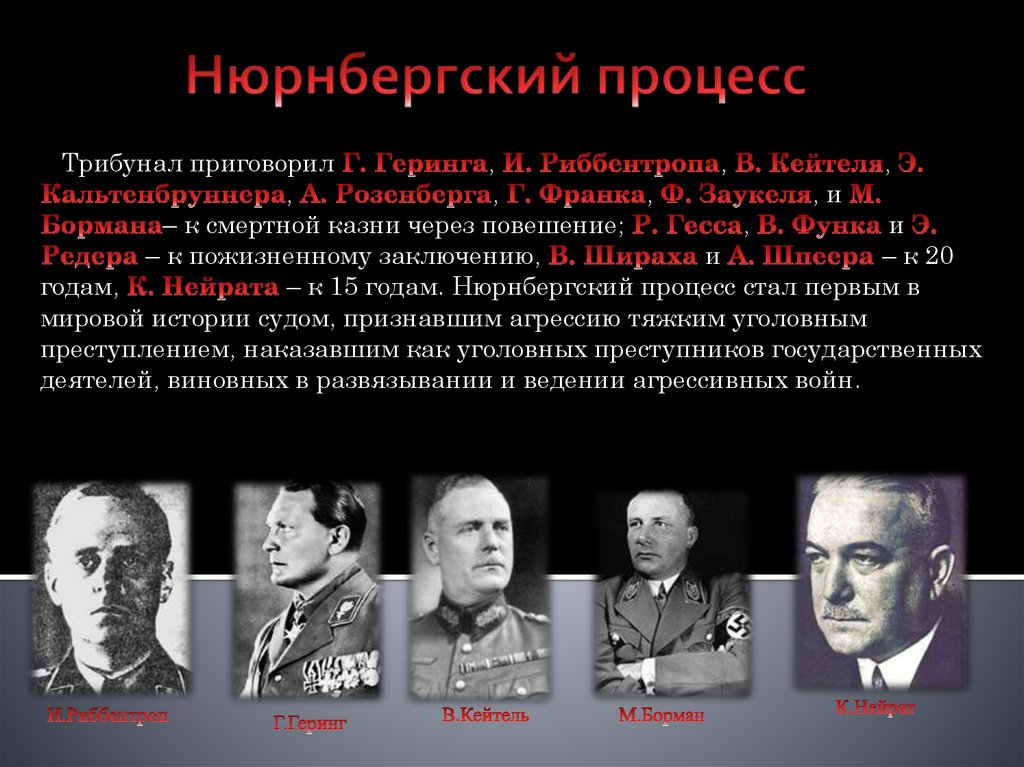 Нюрнбергский процесс
Трибунал приговорил Г. Геринга, И. Риббентропа, В. Кейтеля, Э.
Кальтенбруннера, А. Розенберга, Г. Франка, Ф. Заукеля, и М.
Бормана– к смертной казни через повешение; Р. Гесса, В. Функа и Э.
Редера – к пожизненному заключению, В. Шираха и А. Шпеера – к 20
годам, К. Нейрата – к 15 годам. Нюрнбергский процесс стал первым в
мировой истории судом, признавшим агрессию тяжким уголовным
преступлением, наказавшим как уголовных преступников государственных
деятелей, виновных в развязывании и ведении агрессивных войн.
И.Риббентроп
Г.Геринг
В.Кейтель
М.Борман
К.Нейрат